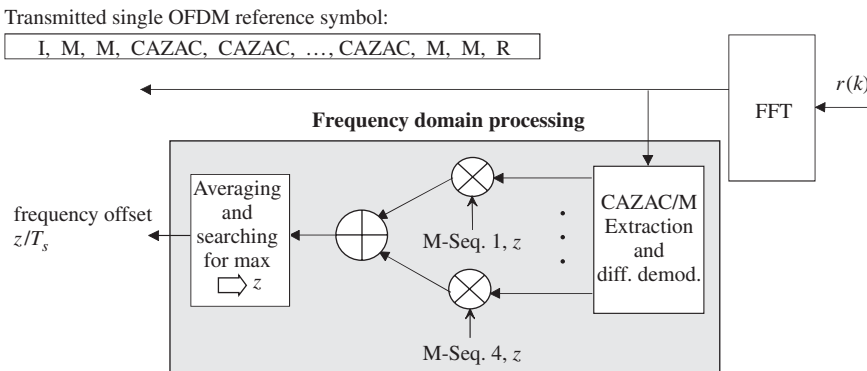 Transmitted single OFDM reference symbol:
I, M, M, CAZAC, CAZAC, …, CAZAC, M, M, R
r(k)
FFT
Frequency domain processing
Averaging
and
searching
for max
z
frequency offset
z/Tₛ
M-Seq. 1, z
M-Seq. 4, z
CAZAC/M
Extraction
and
diff. demod.